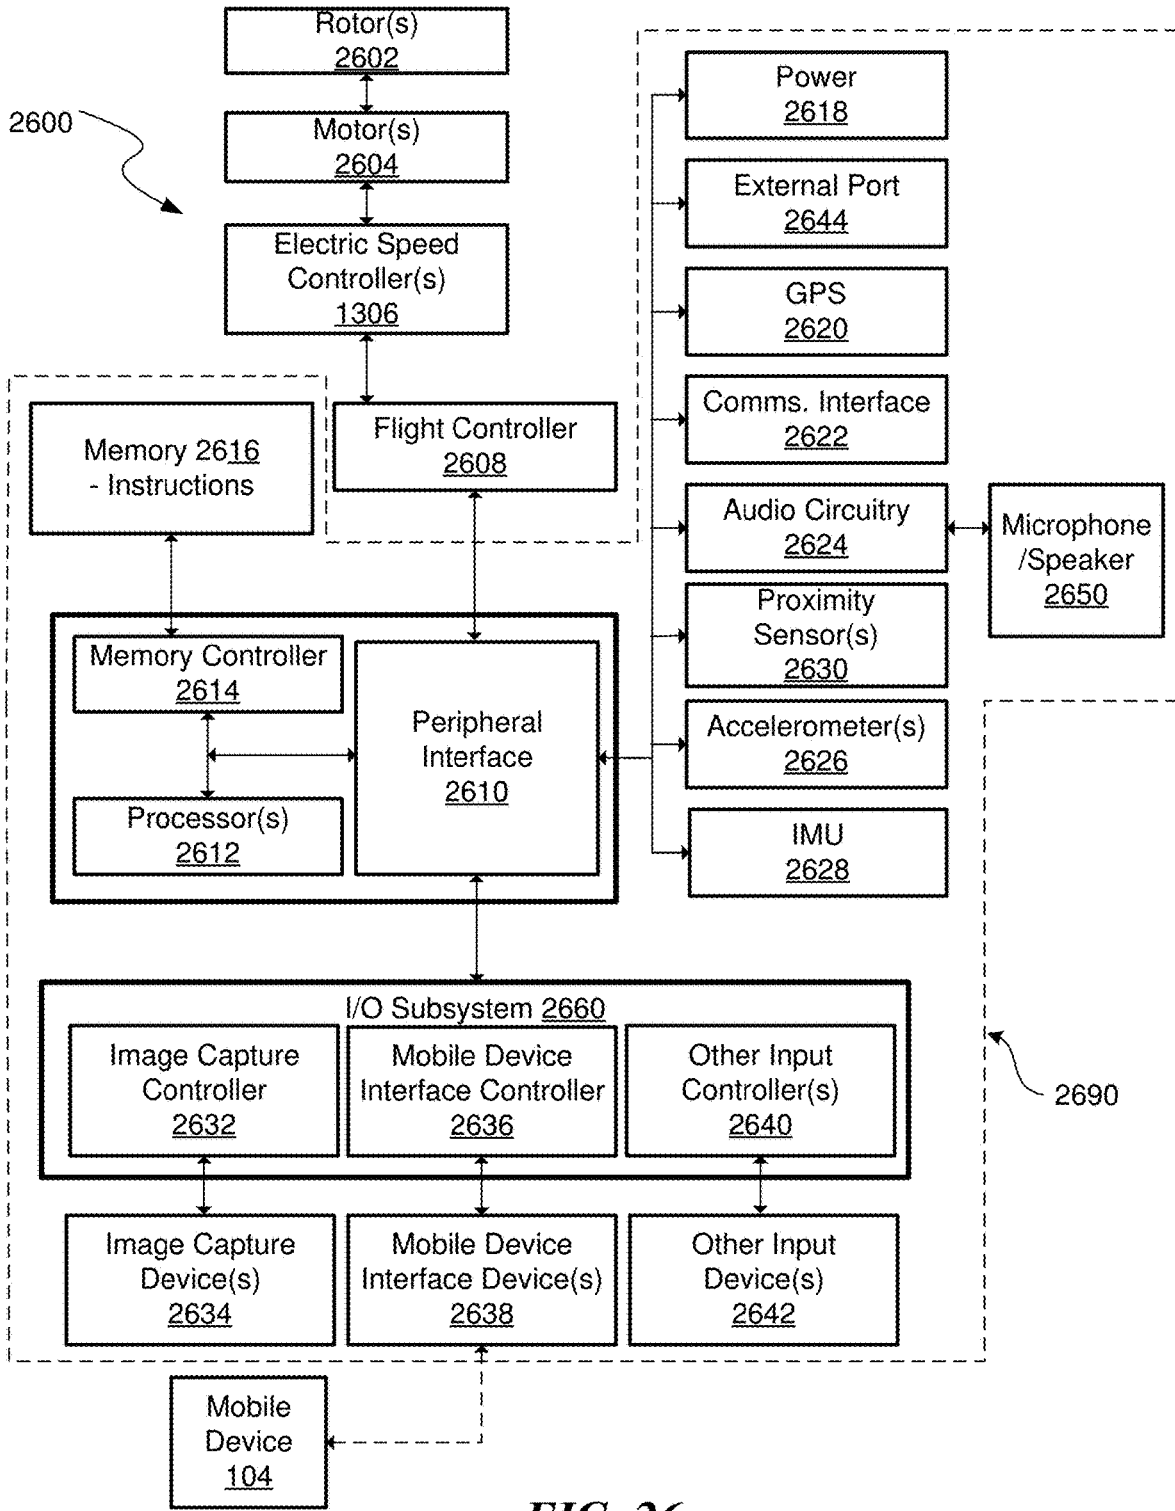 Rotor(s)
2602
2600
Motor(s)
2604
Electric Speed
Controller(s)
1306
Flight Controller
2608
Memory 2616
- Instructions
Memory Controller
2614
Processor(s)
2612
Peripheral
Interface
2610
Power
2618
External Port
2644
GPS
2620
Comms. Interface
2622
Audio Circuitry
2624
Microphone
/Speaker
2650
Proximity
Sensor(s)
2630
Accelerometer(s)
2626
IMU
2628
I/O Subsystem 2660
Image Capture
Controller
2632
Mobile Device
Interface Controller
2636
Other Input
Controller(s)
2640
2690
Image Capture
Device(s)
2634
Mobile Device
Interface Device(s)
2638
Other Input
Device(s)
2642
Mobile
Device
104
FIG. 26